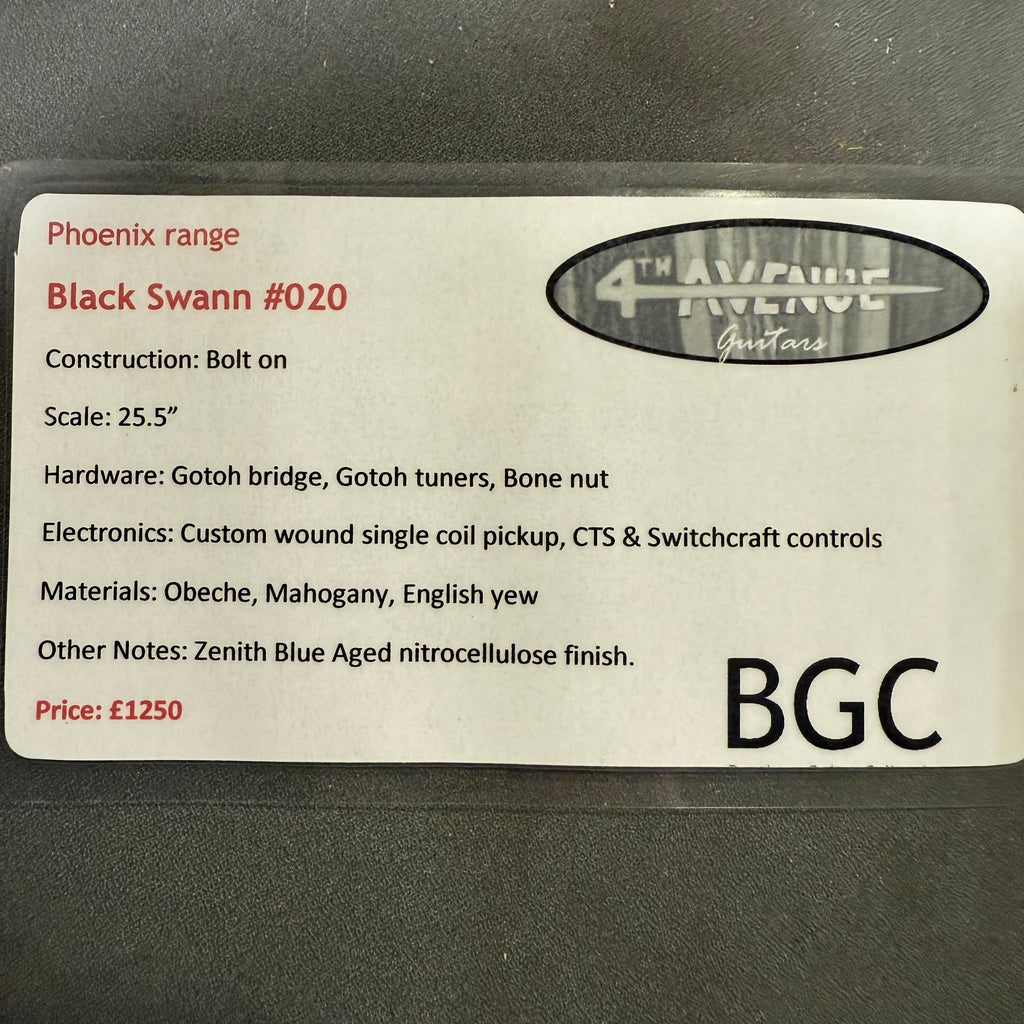 Phoenix range
Black Swann #020
4TH AVENUE
Guitars
Construction: Bolt on
Scale: 25.5”
Hardware: Gotoh bridge, Gotoh tuners, Bone nut
Electronics: Custom wound single coil pickup, CTS & Switchcraft controls
Materials: Obeche, Mahogany, English yew
Other Notes: Zenith Blue Aged nitrocellulose finish.
Price: £1250
BGC